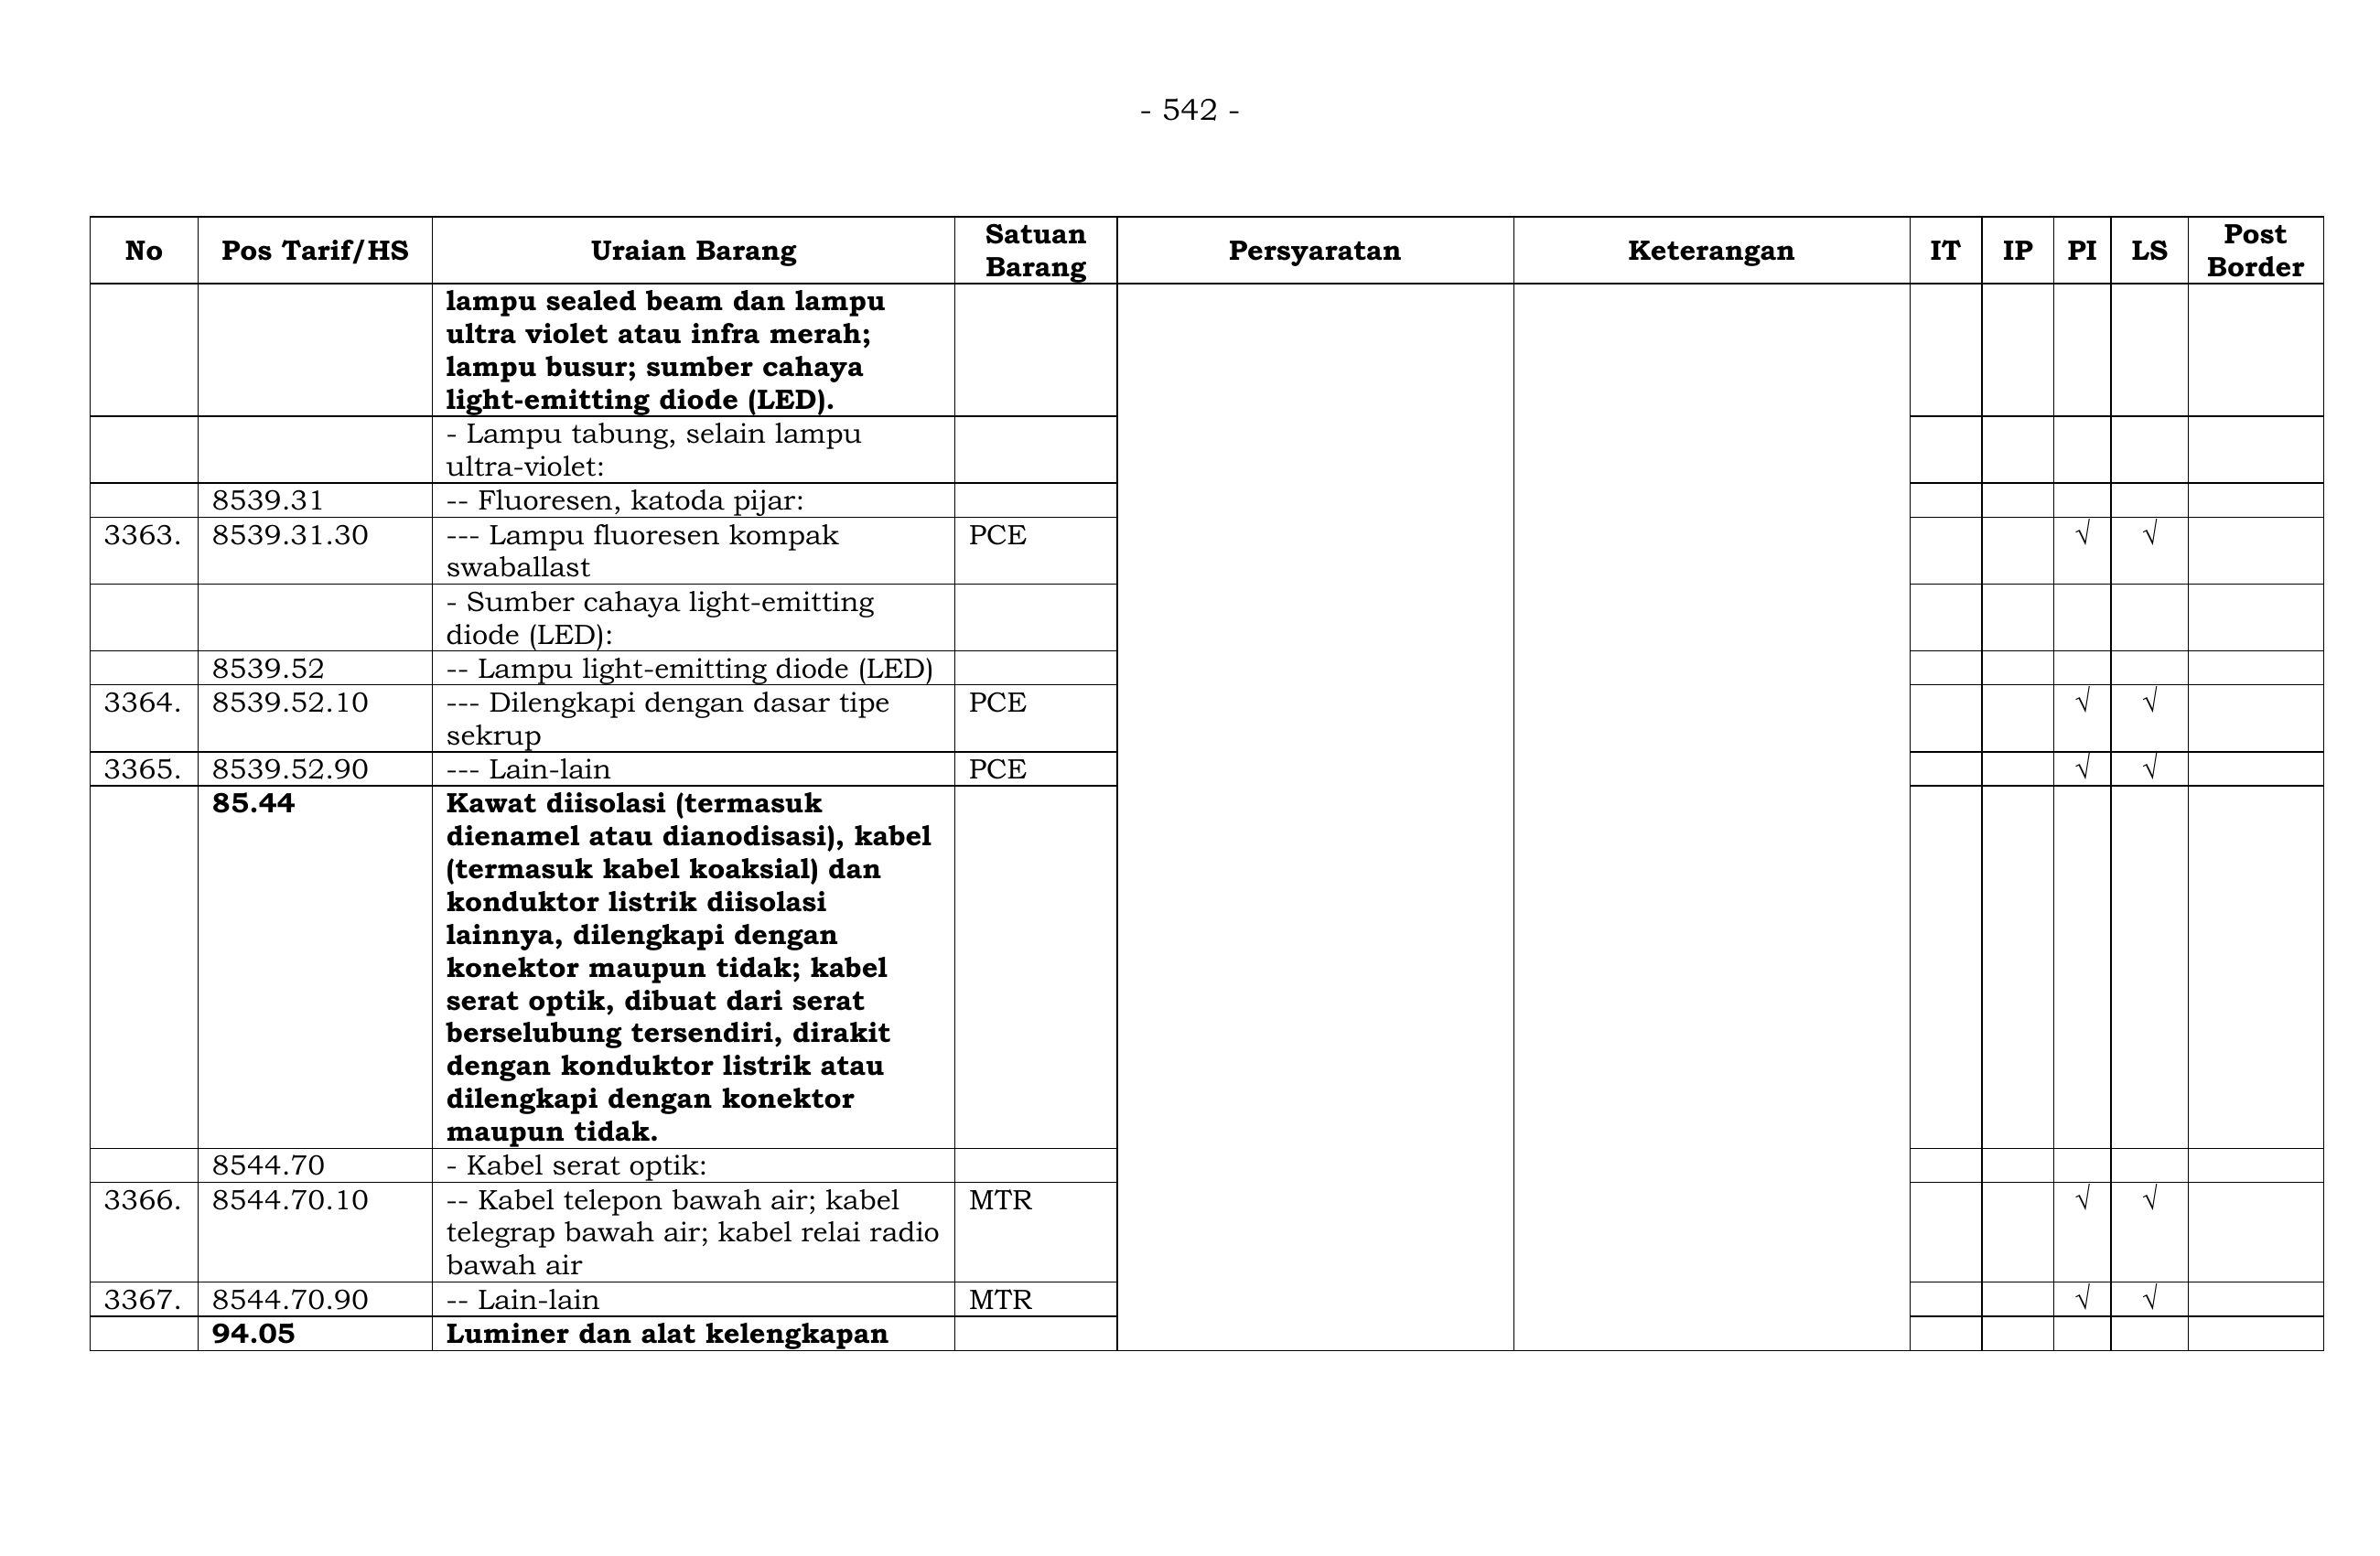 - 542 -
No Pos Tarif/HS Uraian Barang Satuan Barang Persyaratan Keterangan IT IP PI LS Post Border
lampu sealed beam dan lampu
ultra violet atau infra merah;
lampu busur; sumber cahaya
light-emitting diode (LED).
- Lampu tabung, selain lampu
ultra-violet:
8539.31 -- Fluoresen, katoda pijar:
3363. 8539.31.30 --- Lampu fluoresen kompak PCE √ √
swaballast
- Sumber cahaya light-emitting
diode (LED):
8539.52 -- Lampu light-emitting diode (LED)
3364. 8539.52.10 --- Dilengkapi dengan dasar tipe PCE √ √
sekrup
3365. 8539.52.90 --- Lain-lain PCE √ √
85.44 Kawat diisolasi (termasuk
dienamel atau dianodisasi), kabel
(termasuk kabel koaksial) dan
konduktor listrik diisolasi
lainnya, dilengkapi dengan
konektor maupun tidak; kabel
serat optik, dibuat dari serat
berselubung tersendiri, dirakit
dengan konduktor listrik atau
dilengkapi dengan konektor
maupun tidak.
8544.70 - Kabel serat optik:
3366. 8544.70.10 -- Kabel telepon bawah air; kabel MTR √ √
telegrap bawah air; kabel relai radio
bawah air
3367. 8544.70.90 -- Lain-lain MTR √ √
94.05 Luminer dan alat kelengkapan